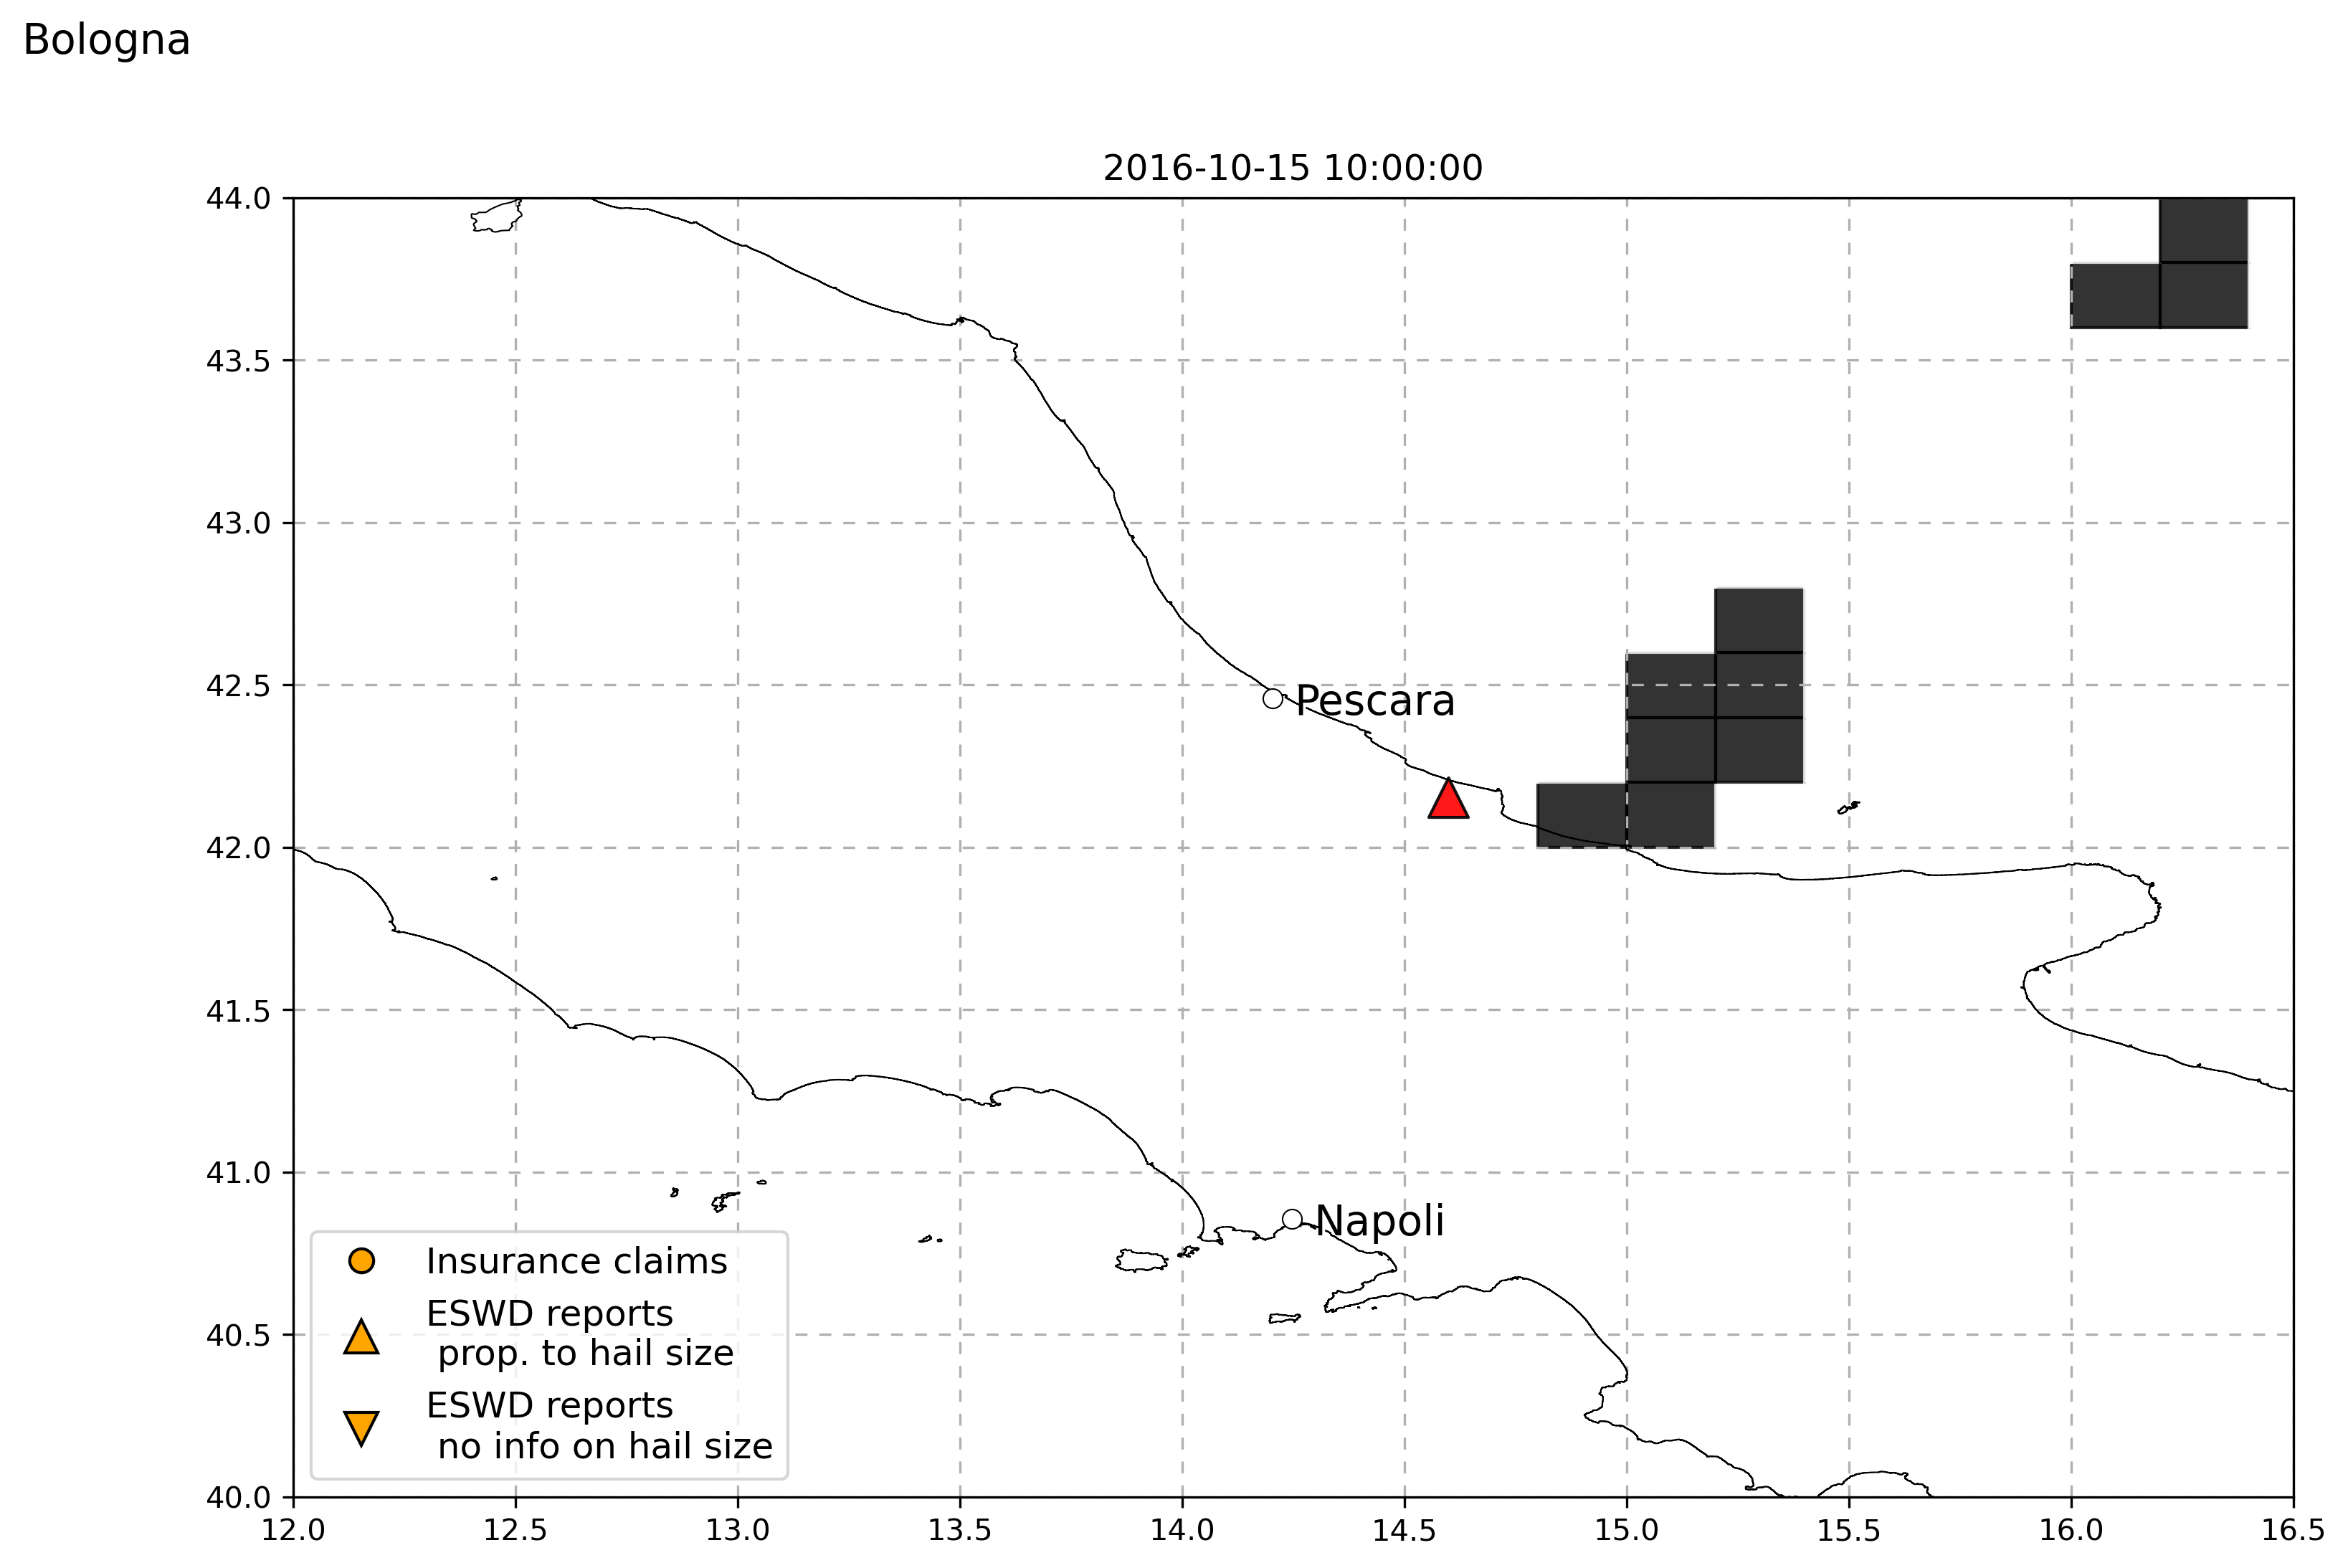 Bologna
2016-10-15 10:00:00
44.0
43.5
43.0
42.5
42.0
41.5
41.0
40.5
40.0
Pescara
Napoli
Insurance claims
ESWD reports
prop. to hail size
ESWD reports
no info on hail size
12.0 12.5 13.0 13.5 14.0 14.5 15.0 15.5 16.0 16.5